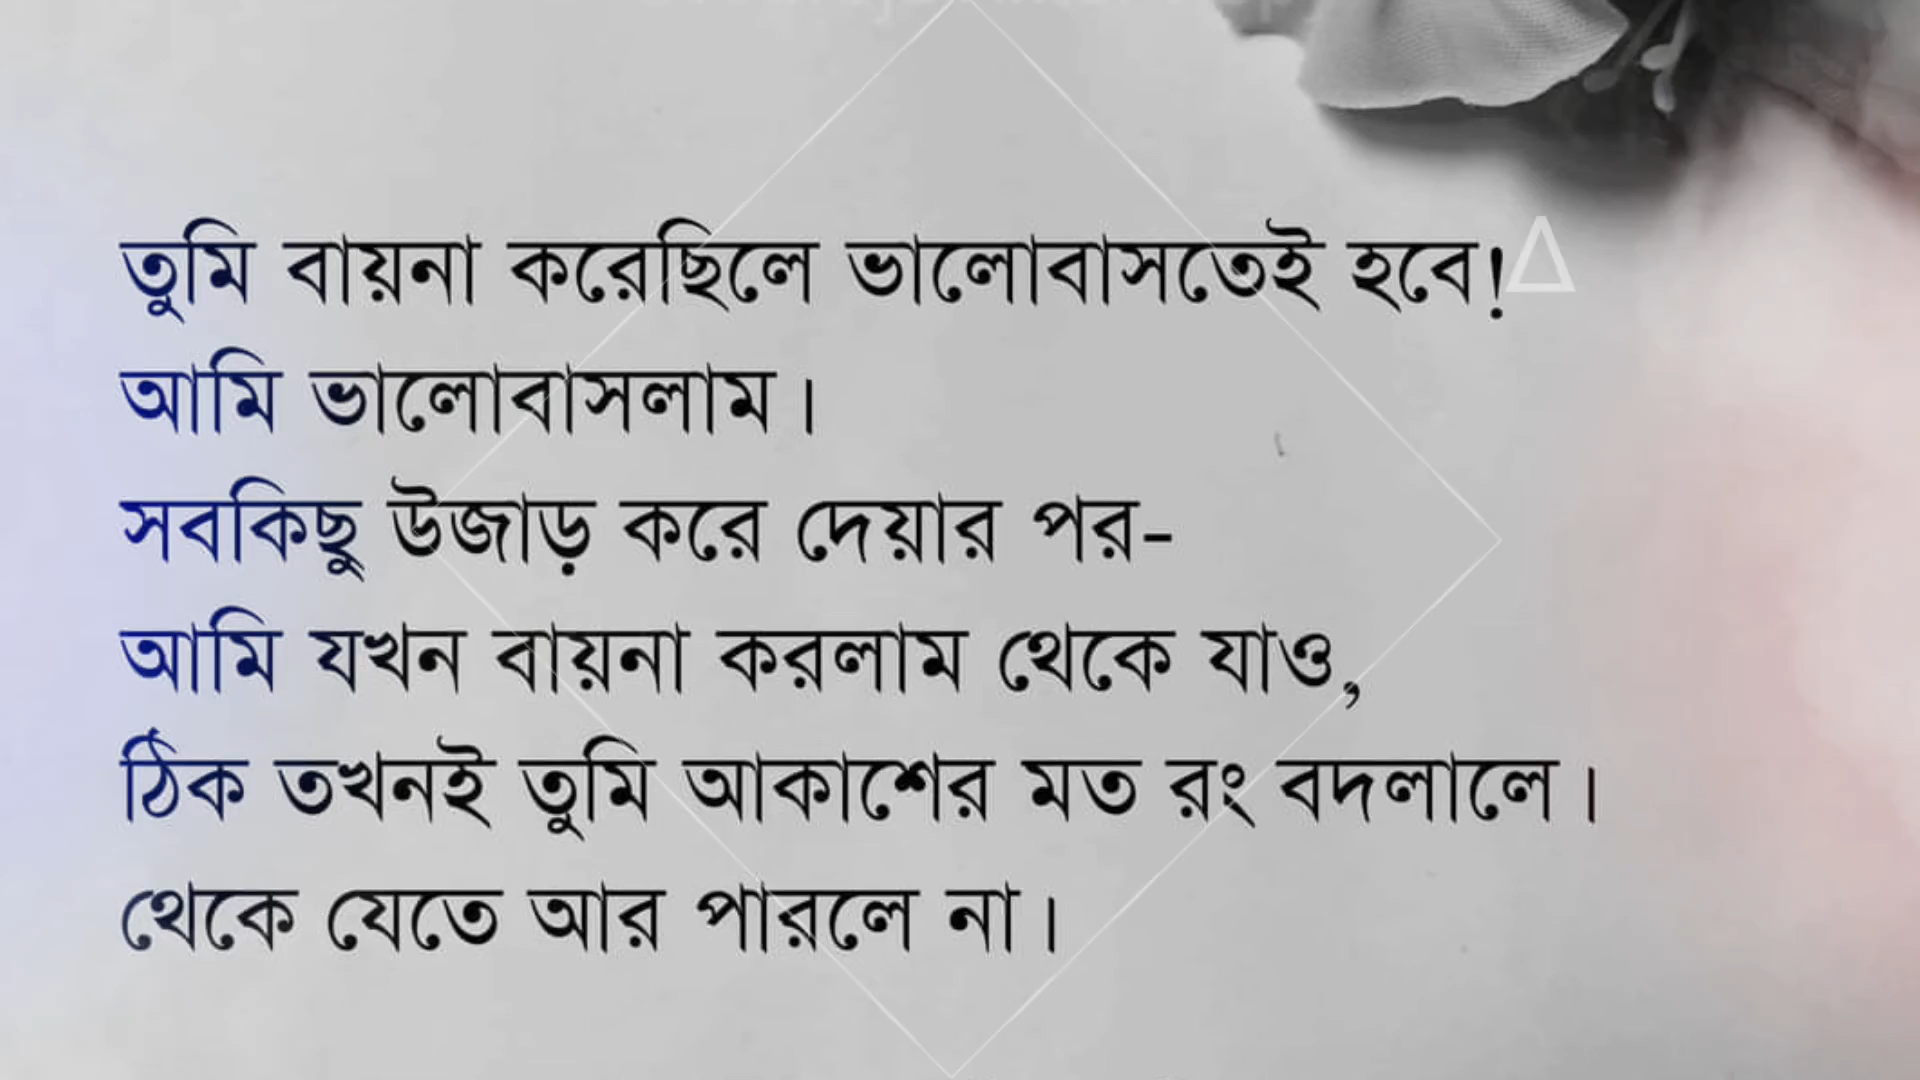 তুমি বায়না করেছিলে ভালোবাসতেই হবে!
আমি ভালোবাসলাম।
সবকিছু উজাড় করে দেয়ার পর-
আমি যখন বায়না করলাম থেকে যাও,
ঠিক তখনই তুমি আকাশের মত রং বদলালে।
থেকে যেতে আর পারলে না।